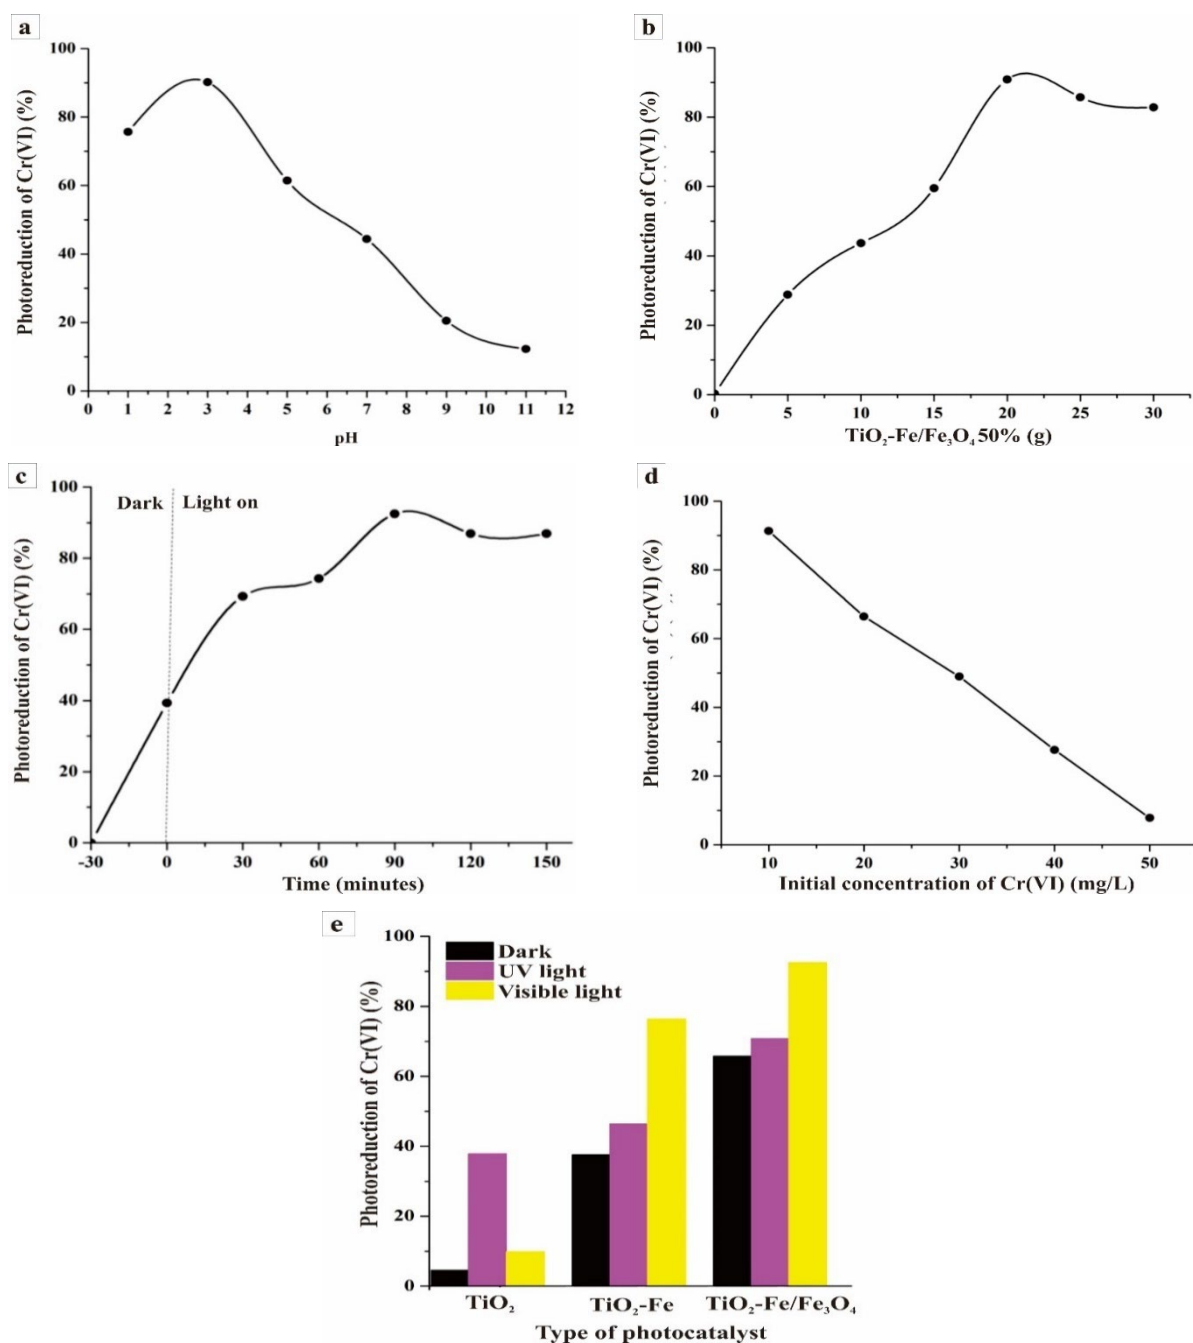 a
100
80
60
40
20
0
Photoreduction of Cr(VI) (%)
0 1 2 3 4 5 6 7 8 9 10 11 12
pH
b
100
80
60
40
20
0
Photoreduction of Cr(VI) (%)
0 5 10 15 20 25 30
TiO₂-Fe/Fe₃O₄ 50% (g)
c
Dark Light on
100
80
60
40
20
0
Photoreduction of Cr(VI) (%)
-30 0 30 60 90 120 150
Time (minutes)
d
100
80
60
40
20
0
Photoreduction of Cr(VI) (%)
10 20 30 40 50
Initial concentration of Cr(VI) (mg/L)
e
Dark
UV light
Visible light
100
80
60
40
20
0
Photoreduction of Cr(VI) (%)
TiO₂ TiO₂-Fe TiO₂-Fe/Fe₃O₄
Type of photocatalyst